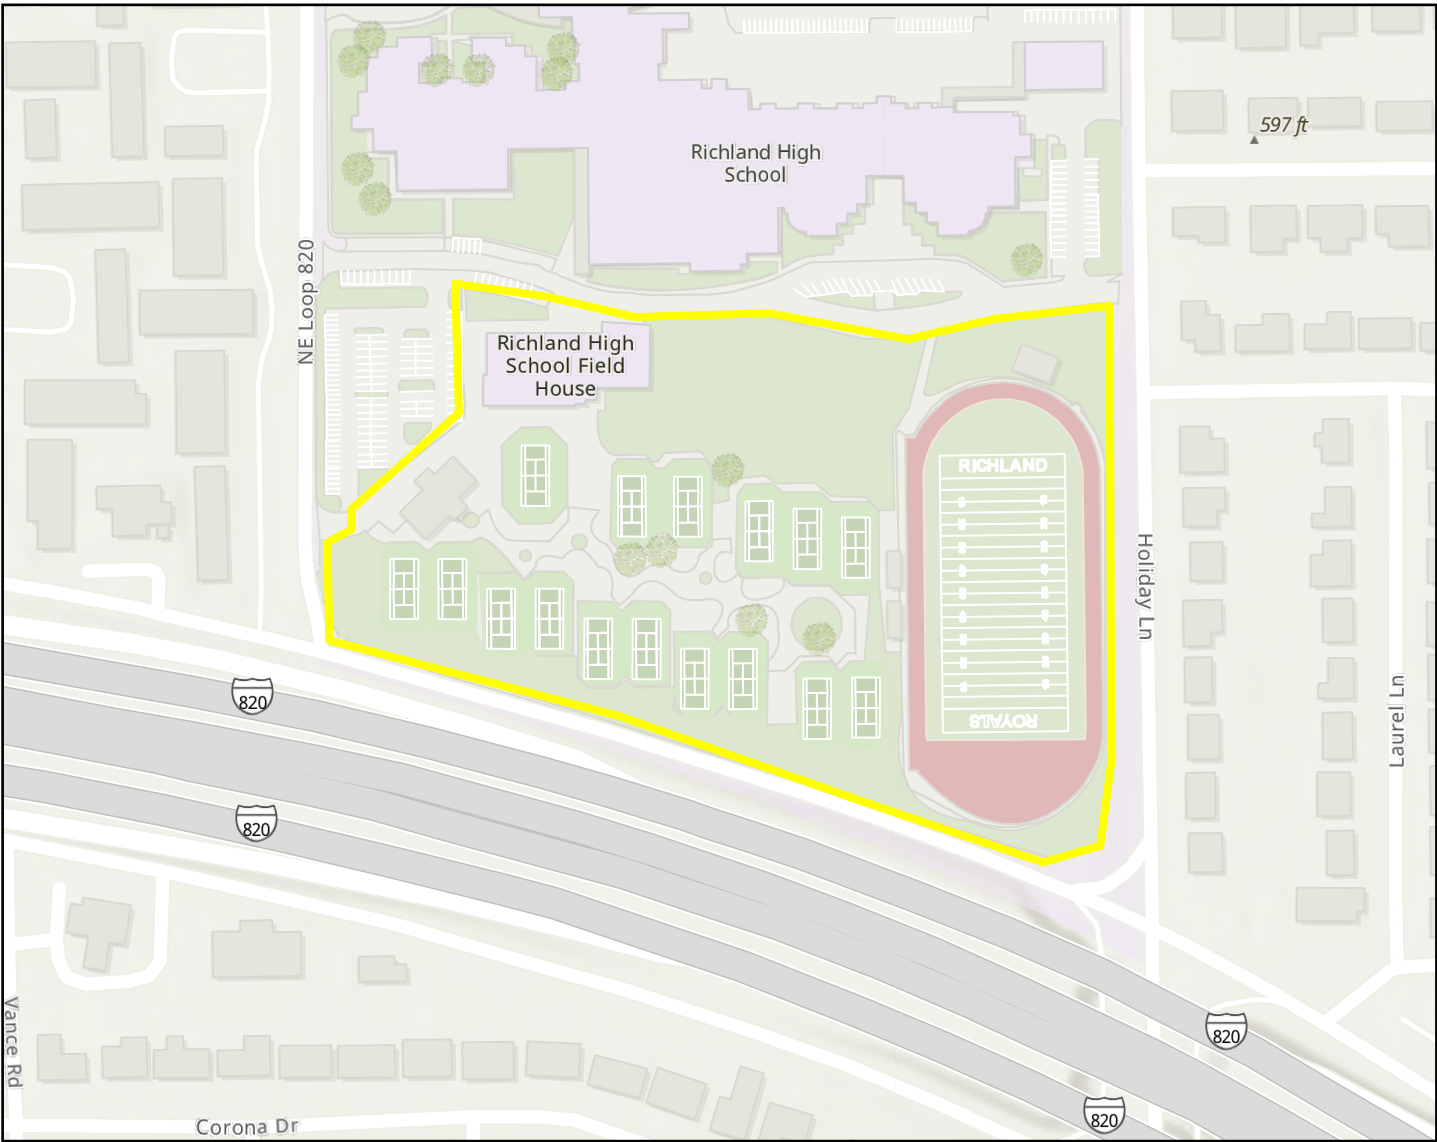 597 ft
Richland High
School
NE Loop 820
Richland High
School Field
House
RICHLAND
Holiday Ln
Laurel Ln
820
ROYALS
820
Vance Rd
820
820
Corona Dr